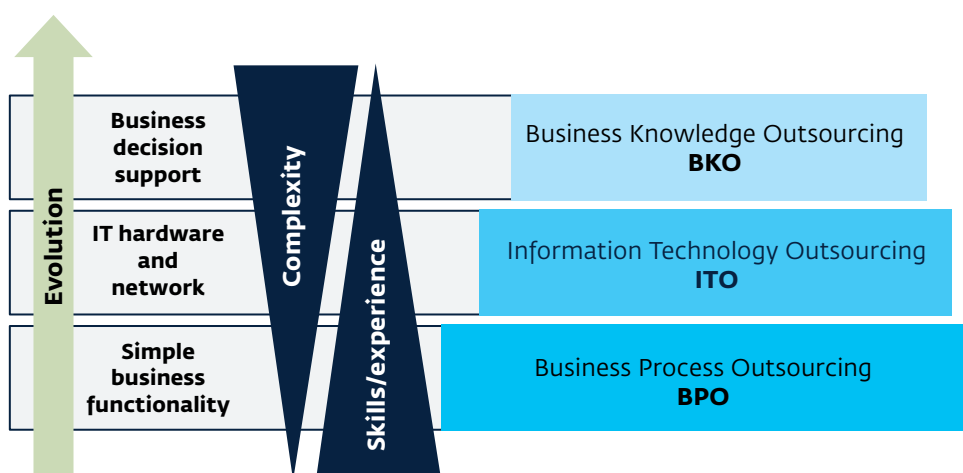 Evolution
Business
decision
support
Complexity
Business Knowledge Outsourcing
BKO
IT hardware
and
network
Skills/experience
Information Technology Outsourcing
ITO
Simple
business
functionality
Business Process Outsourcing
BPO